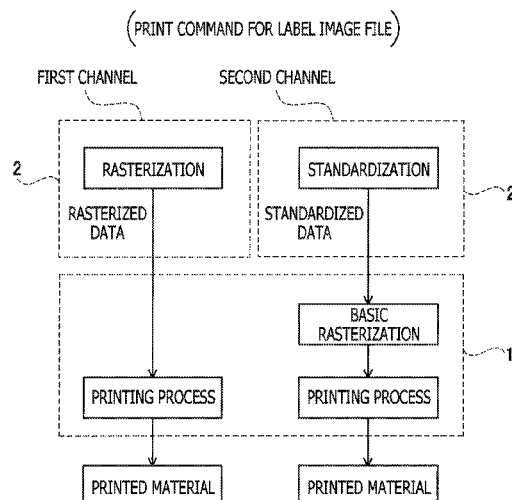 (PRINT COMMAND FOR LABEL IMAGE FILE)
FIRST CHANNEL
SECOND CHANNEL
2
RASTERIZATION
STANDARDIZATION
2
RASTERIZED
DATA
STANDARDIZED
DATA
BASIC
RASTERIZATION
1
PRINTING PROCESS
PRINTING PROCESS
PRINTED MATERIAL
PRINTED MATERIAL